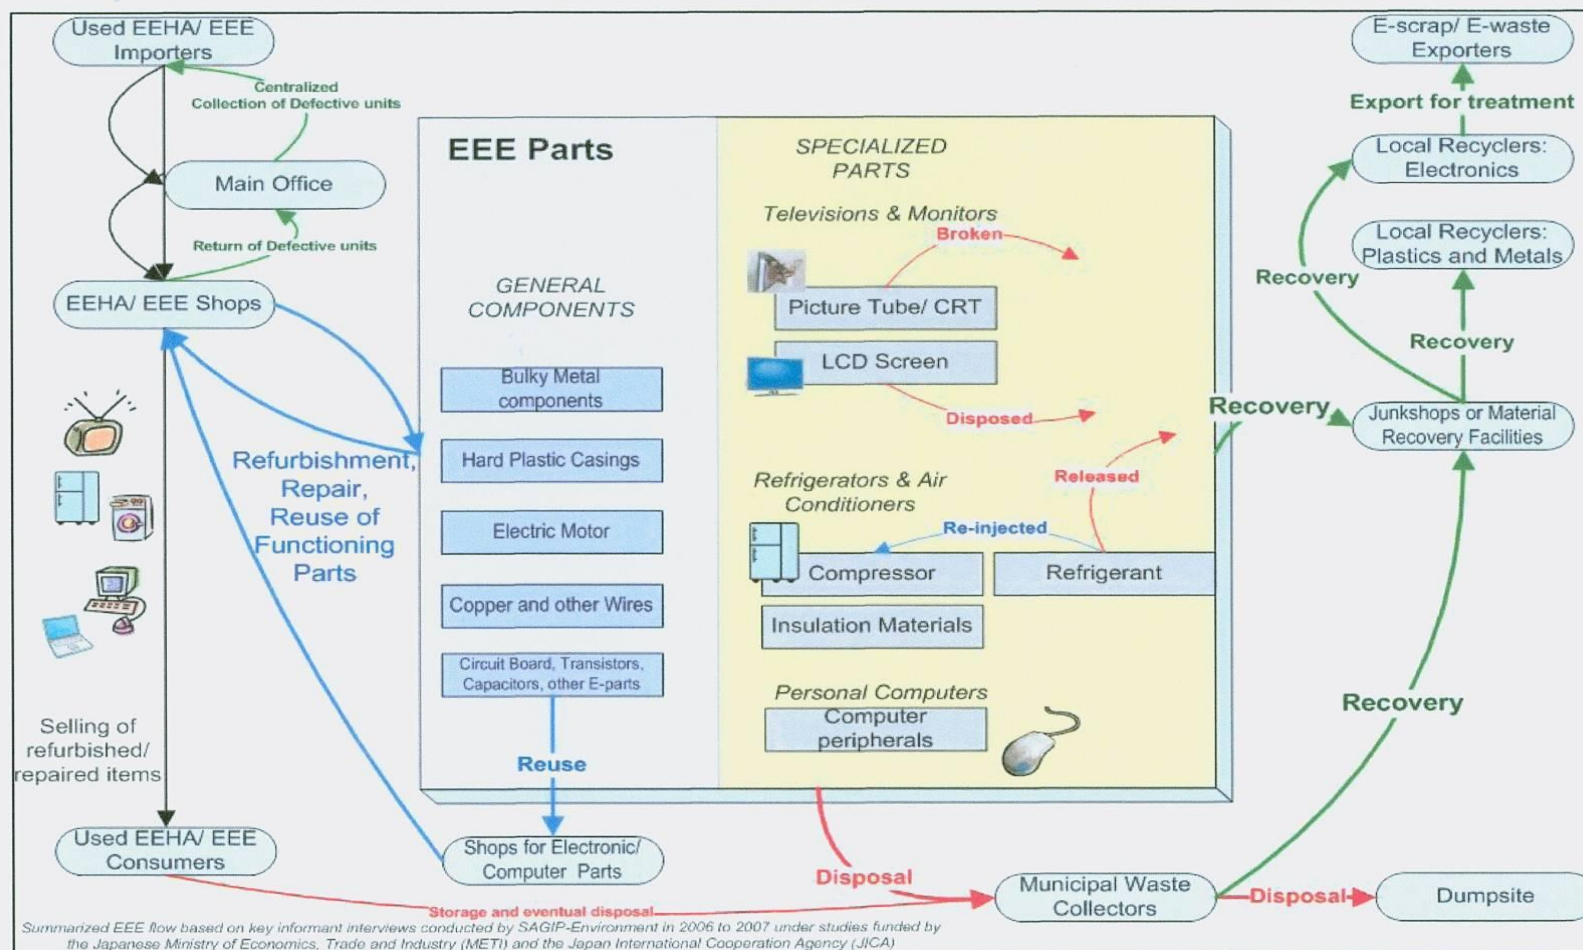 Used EEHA/ EEE
Importers
Centralized
Collection of Defective units
Main Office
Return of Defective units
EEHA/ EEE Shops
Refurbishment,
Repair,
Reuse of
Functioning
Parts
Selling of
refurbished/
repaired items
Used EEHA/ EEE
Consumers
EEE Parts
GENERAL
COMPONENTS
Bulky Metal
components
Hard Plastic Casings
Electric Motor
Copper and other Wires
Circuit Board, Transistors,
Capacitors, other E-parts
Reuse
Shops for Electronic/
Computer Parts
SPECIALIZED
PARTS
Televisions & Monitors
Broken
Picture Tube/ CRT
LCD Screen
Disposed
Released
Refrigerators & Air
Conditioners
Re-injected
Compressor
Refrigerant
Insulation Materials
Personal Computers
Computer
peripherals
E-scrap/ E-waste
Exporters
Export for treatment
Local Recyclers:
Electronics
Local Recyclers:
Plastics and Metals
Recovery
Recovery
Recovery
Junkshops or Material
Recovery Facilities
Recovery
Disposal
Municipal Waste
Collectors
Disposal
Dumpsite
Storage and eventual disposal
Summarized EEE flow based on key informant interviews conducted by SAGIP-Environment in 2006 to 2007 under studies funded by
the Japanese Ministry of Economics, Trade and Industry (METI) and the Japan International Cooperation Agency (JICA)